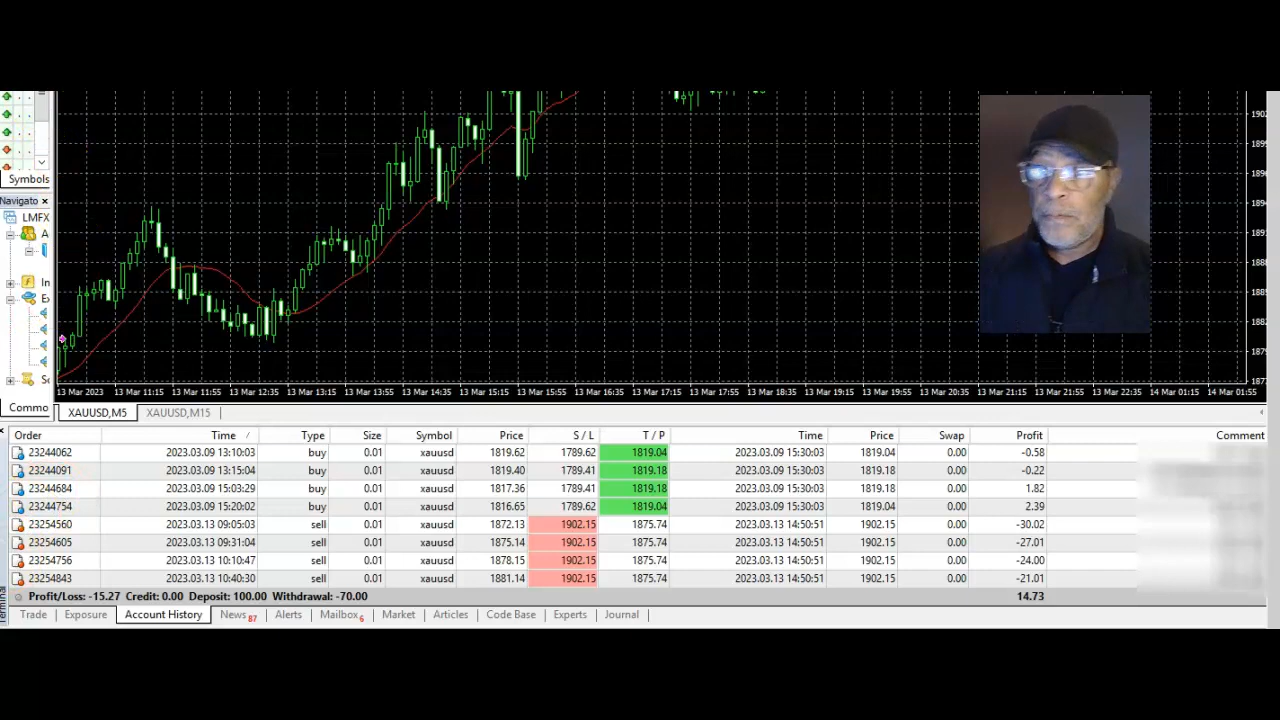 1902
Symbols
Navigato ×
LMFX
A
In
Ex
Sc
Commo
13 Mar 2023 13 Mar 11:15 13 Mar 11:55 13 Mar 12:35 13 Mar 13:15 13 Mar 13:55 13 Mar 14:35 13 Mar 15:15 13 Mar 15:55 13 Mar 16:35 13 Mar 17:15 13 Mar 17:55 13 Mar 18:35 13 Mar 19:15 13 Mar 19:55 13 Mar 20:35 13 Mar 21:15 13 Mar 21:55 13 Mar 22:35 14 Mar 01:15 14 Mar 01:55
XAUUSD,M5 XAUUSD,M15
Order Time / Type Size Symbol Price S / L T / P Time Price Swap Profit Comment
23244062 2023.03.09 13:10:03 buy 0.01 xauusd 1819.62 1789.62 1819.04 2023.03.09 15:30:03 1819.04 0.00 -0.58
23244091 2023.03.09 13:15:04 buy 0.01 xauusd 1819.40 1789.41 1819.18 2023.03.09 15:30:03 1819.18 0.00 -0.22
23244684 2023.03.09 15:03:29 buy 0.01 xauusd 1817.36 1789.41 1819.18 2023.03.09 15:30:03 1819.18 0.00 1.82
23244754 2023.03.09 15:20:02 buy 0.01 xauusd 1816.65 1789.62 1819.04 2023.03.09 15:30:03 1819.04 0.00 2.39
23254560 2023.03.13 09:05:03 sell 0.01 xauusd 1872.13 1902.15 1875.74 2023.03.13 14:50:51 1902.15 0.00 -30.02
23254605 2023.03.13 09:31:04 sell 0.01 xauusd 1875.14 1902.15 1875.74 2023.03.13 14:50:51 1902.15 0.00 -27.01
23254756 2023.03.13 10:10:47 sell 0.01 xauusd 1878.15 1902.15 1875.74 2023.03.13 14:50:51 1902.15 0.00 -24.00
23254843 2023.03.13 10:40:30 sell 0.01 xauusd 1881.14 1902.15 1875.74 2023.03.13 14:50:51 1902.15 0.00 -21.01
Profit/Loss: -15.27 Credit: 0.00 Deposit: 100.00 Withdrawal: -70.00 14.73
Terminal
Trade Exposure Account History News 87 Alerts Mailbox 6 Market Articles Code Base Experts Journal